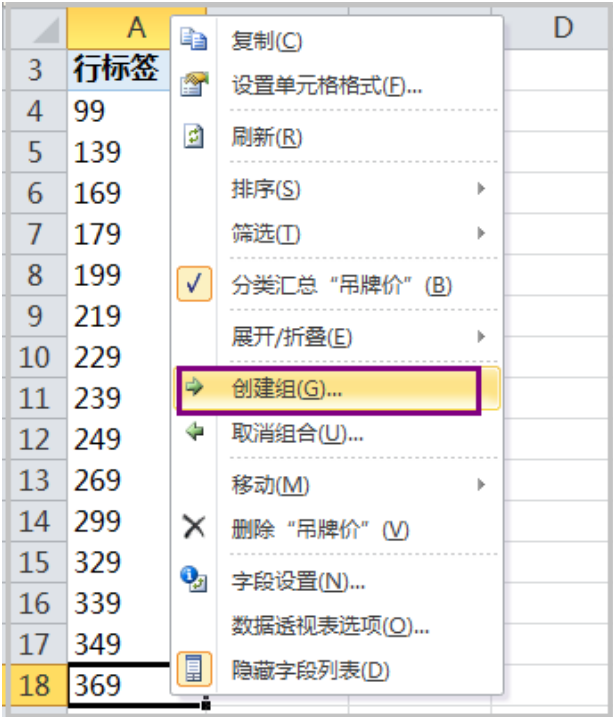 A D
3 行标签 复制(C)
4 99 设置单元格格式(F)...
5 139 刷新(R)
6 169 排序(S)
7 179 筛选(T)
8 199 分类汇总“吊牌价”(B)
9 219 展开/折叠(E)
10 229
11 239 创建组(G)...
12 249 取消组合(U)...
13 269 移动(M)
14 299 删除“吊牌价”(V)
15 329 字段设置(N)...
16 339 数据透视表选项(O)...
17 349
18 369 隐藏字段列表(D)